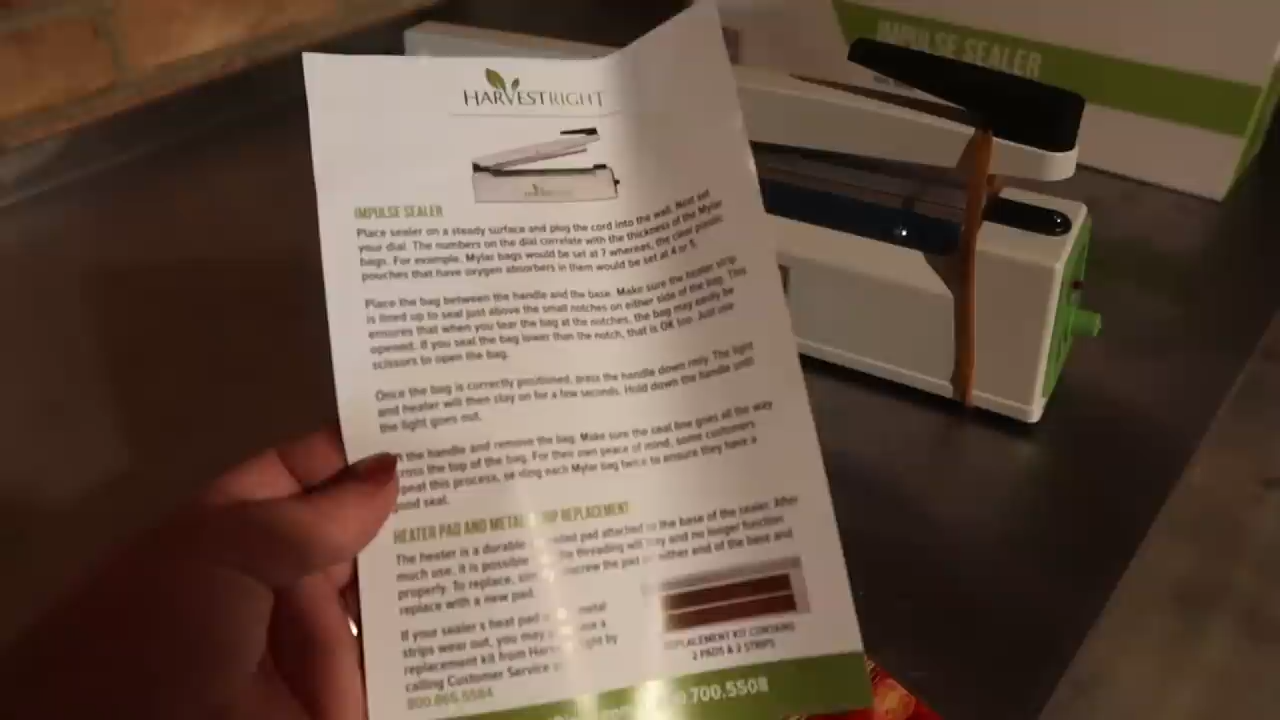 IMPULSE SEALER
HARVESTRIGHT
IMPULSE SEALER
Place sealer on a steady surface and plug the cord into the wall. Next set
your dial. The numbers on the dial correlate with the thickness of the Mylar
bags. For example, Mylar bags would be set at 7 whereas, the clear plastic
pouches that have oxygen absorbers in them would be set at 4 or 5.
Place the bag between the handle and the base. Make sure the heater strip
is lined up to seal just above the small notches on either side of the bag. This
ensures that when you tear the bag at the notches, the bag may easily be
opened. If you seal the bag lower than the notch, that is OK too. Just use
scissors to open the bag.
Once the bag is correctly positioned, press the handle down The light
and heater will then stay on for a few seconds. Hold down the handle until
the light goes out.
the handle and remove the bag. Make sure the seal line goes all the way
the top of the bag. For their own peace of mind, some customers
this process, each Mylar bag twice to ensure they have a
seal.
HEATER PAD AND METAL REPLACEMENT
The heater is a durable pad attached to the base of the sealer. After
much use, it is possible threading will and no longer function
properly. To replace, the pad either end of the base and
replace with a new pad.
If your sealer's heat pad metal
strips wear out, you may a
replacement kit from by
calling Customer Service
REPLACEMENT KIT CONTAINS
2 PADS & 2 STRIPS
.700.5508